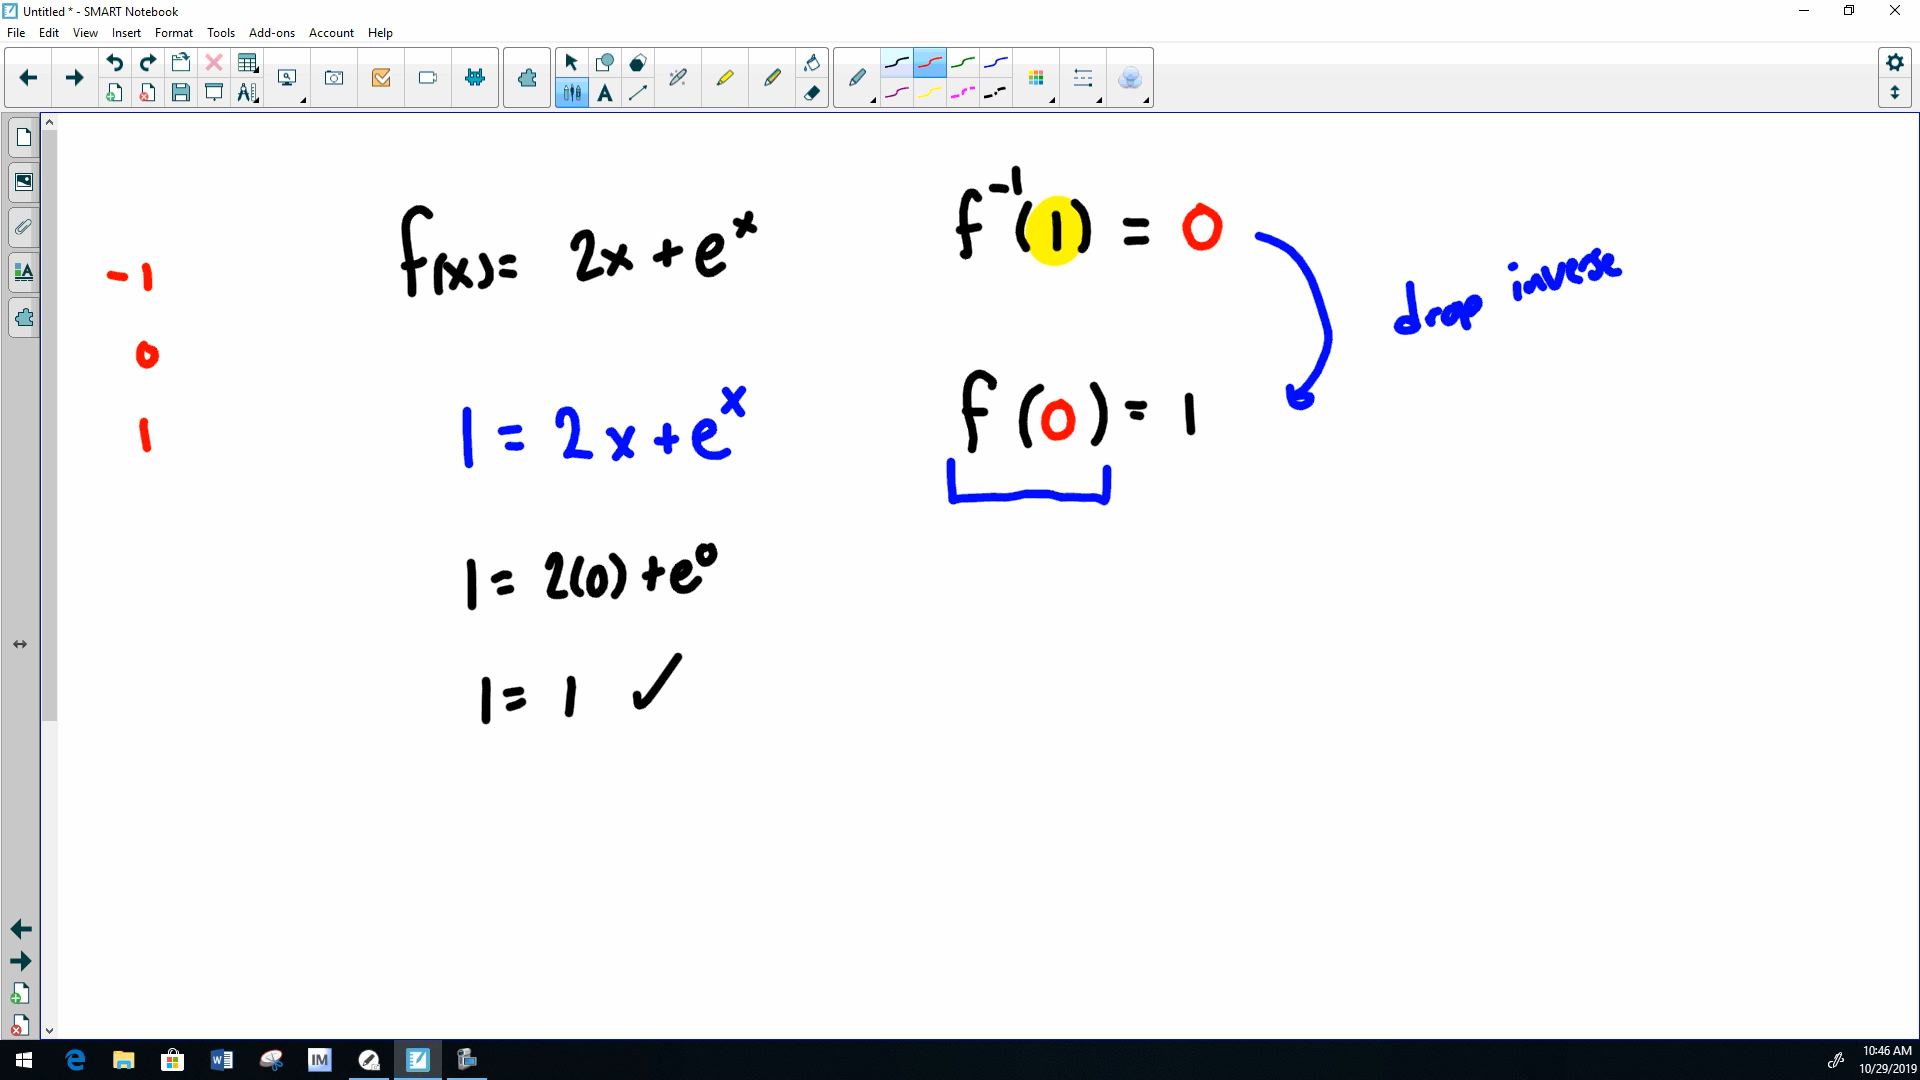 Untitled * - SMART Notebook
File Edit View Insert Format Tools Add-ons Account Help
f(x) = 2x + e^x
-1
0
1
1 = 2x + e^x
1 = 2(0) + e^0
1 = 1 ✓
f^-1(1) = 0
drop inverse
f(0) = 1
IM
10:46 AM
10/29/2019